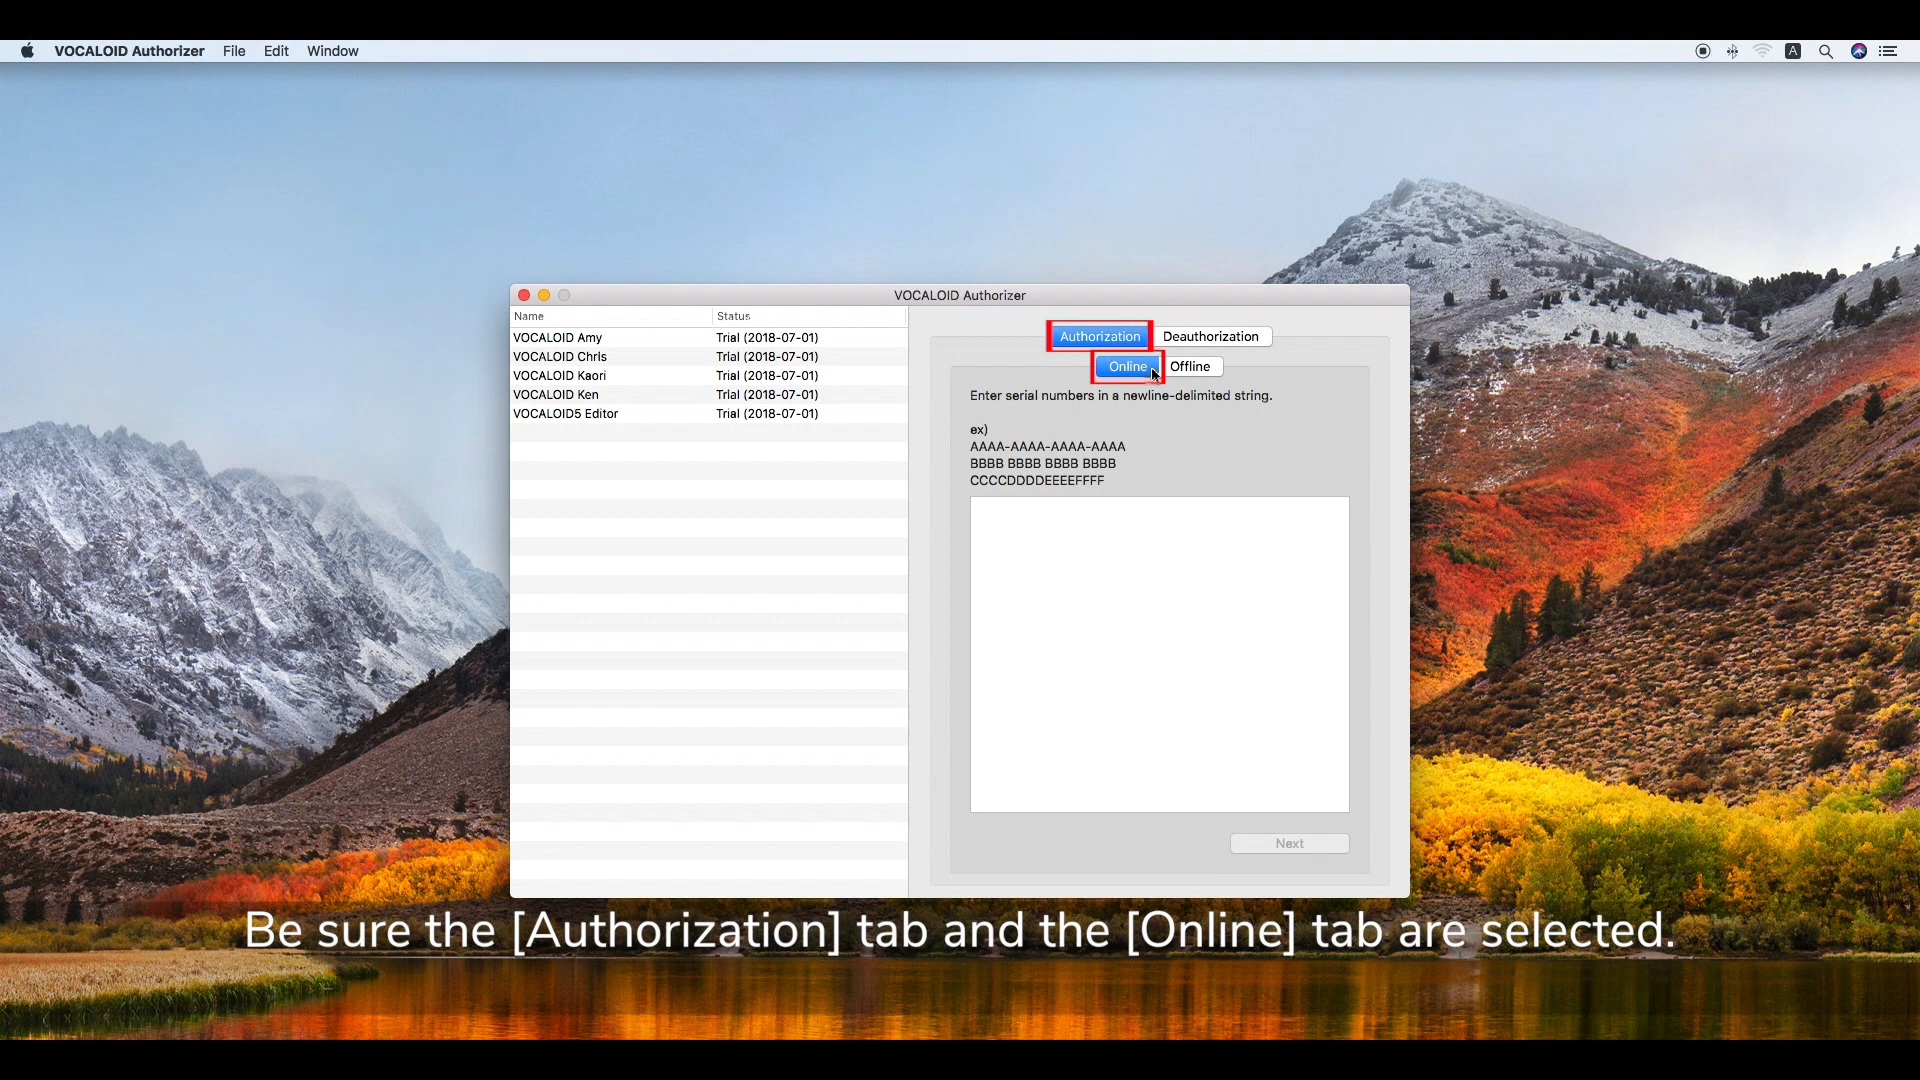 VOCALOID Authorizer File Edit Window
A
VOCALOID Authorizer
Name Status
VOCALOID Amy Trial (2018-07-01)
VOCALOID Chris Trial (2018-07-01)
VOCALOID Kaori Trial (2018-07-01)
VOCALOID Ken Trial (2018-07-01)
VOCALOID5 Editor Trial (2018-07-01)
Authorization Deauthorization
Online Offline
Enter serial numbers in a newline-delimited string.
ex)
AAAA-AAAA-AAAA-AAAA
BBBB BBBB BBBB BBBB
CCCCDDDDEEEEFFFF
Next
Be sure the [Authorization] tab and the [Online] tab are selected.